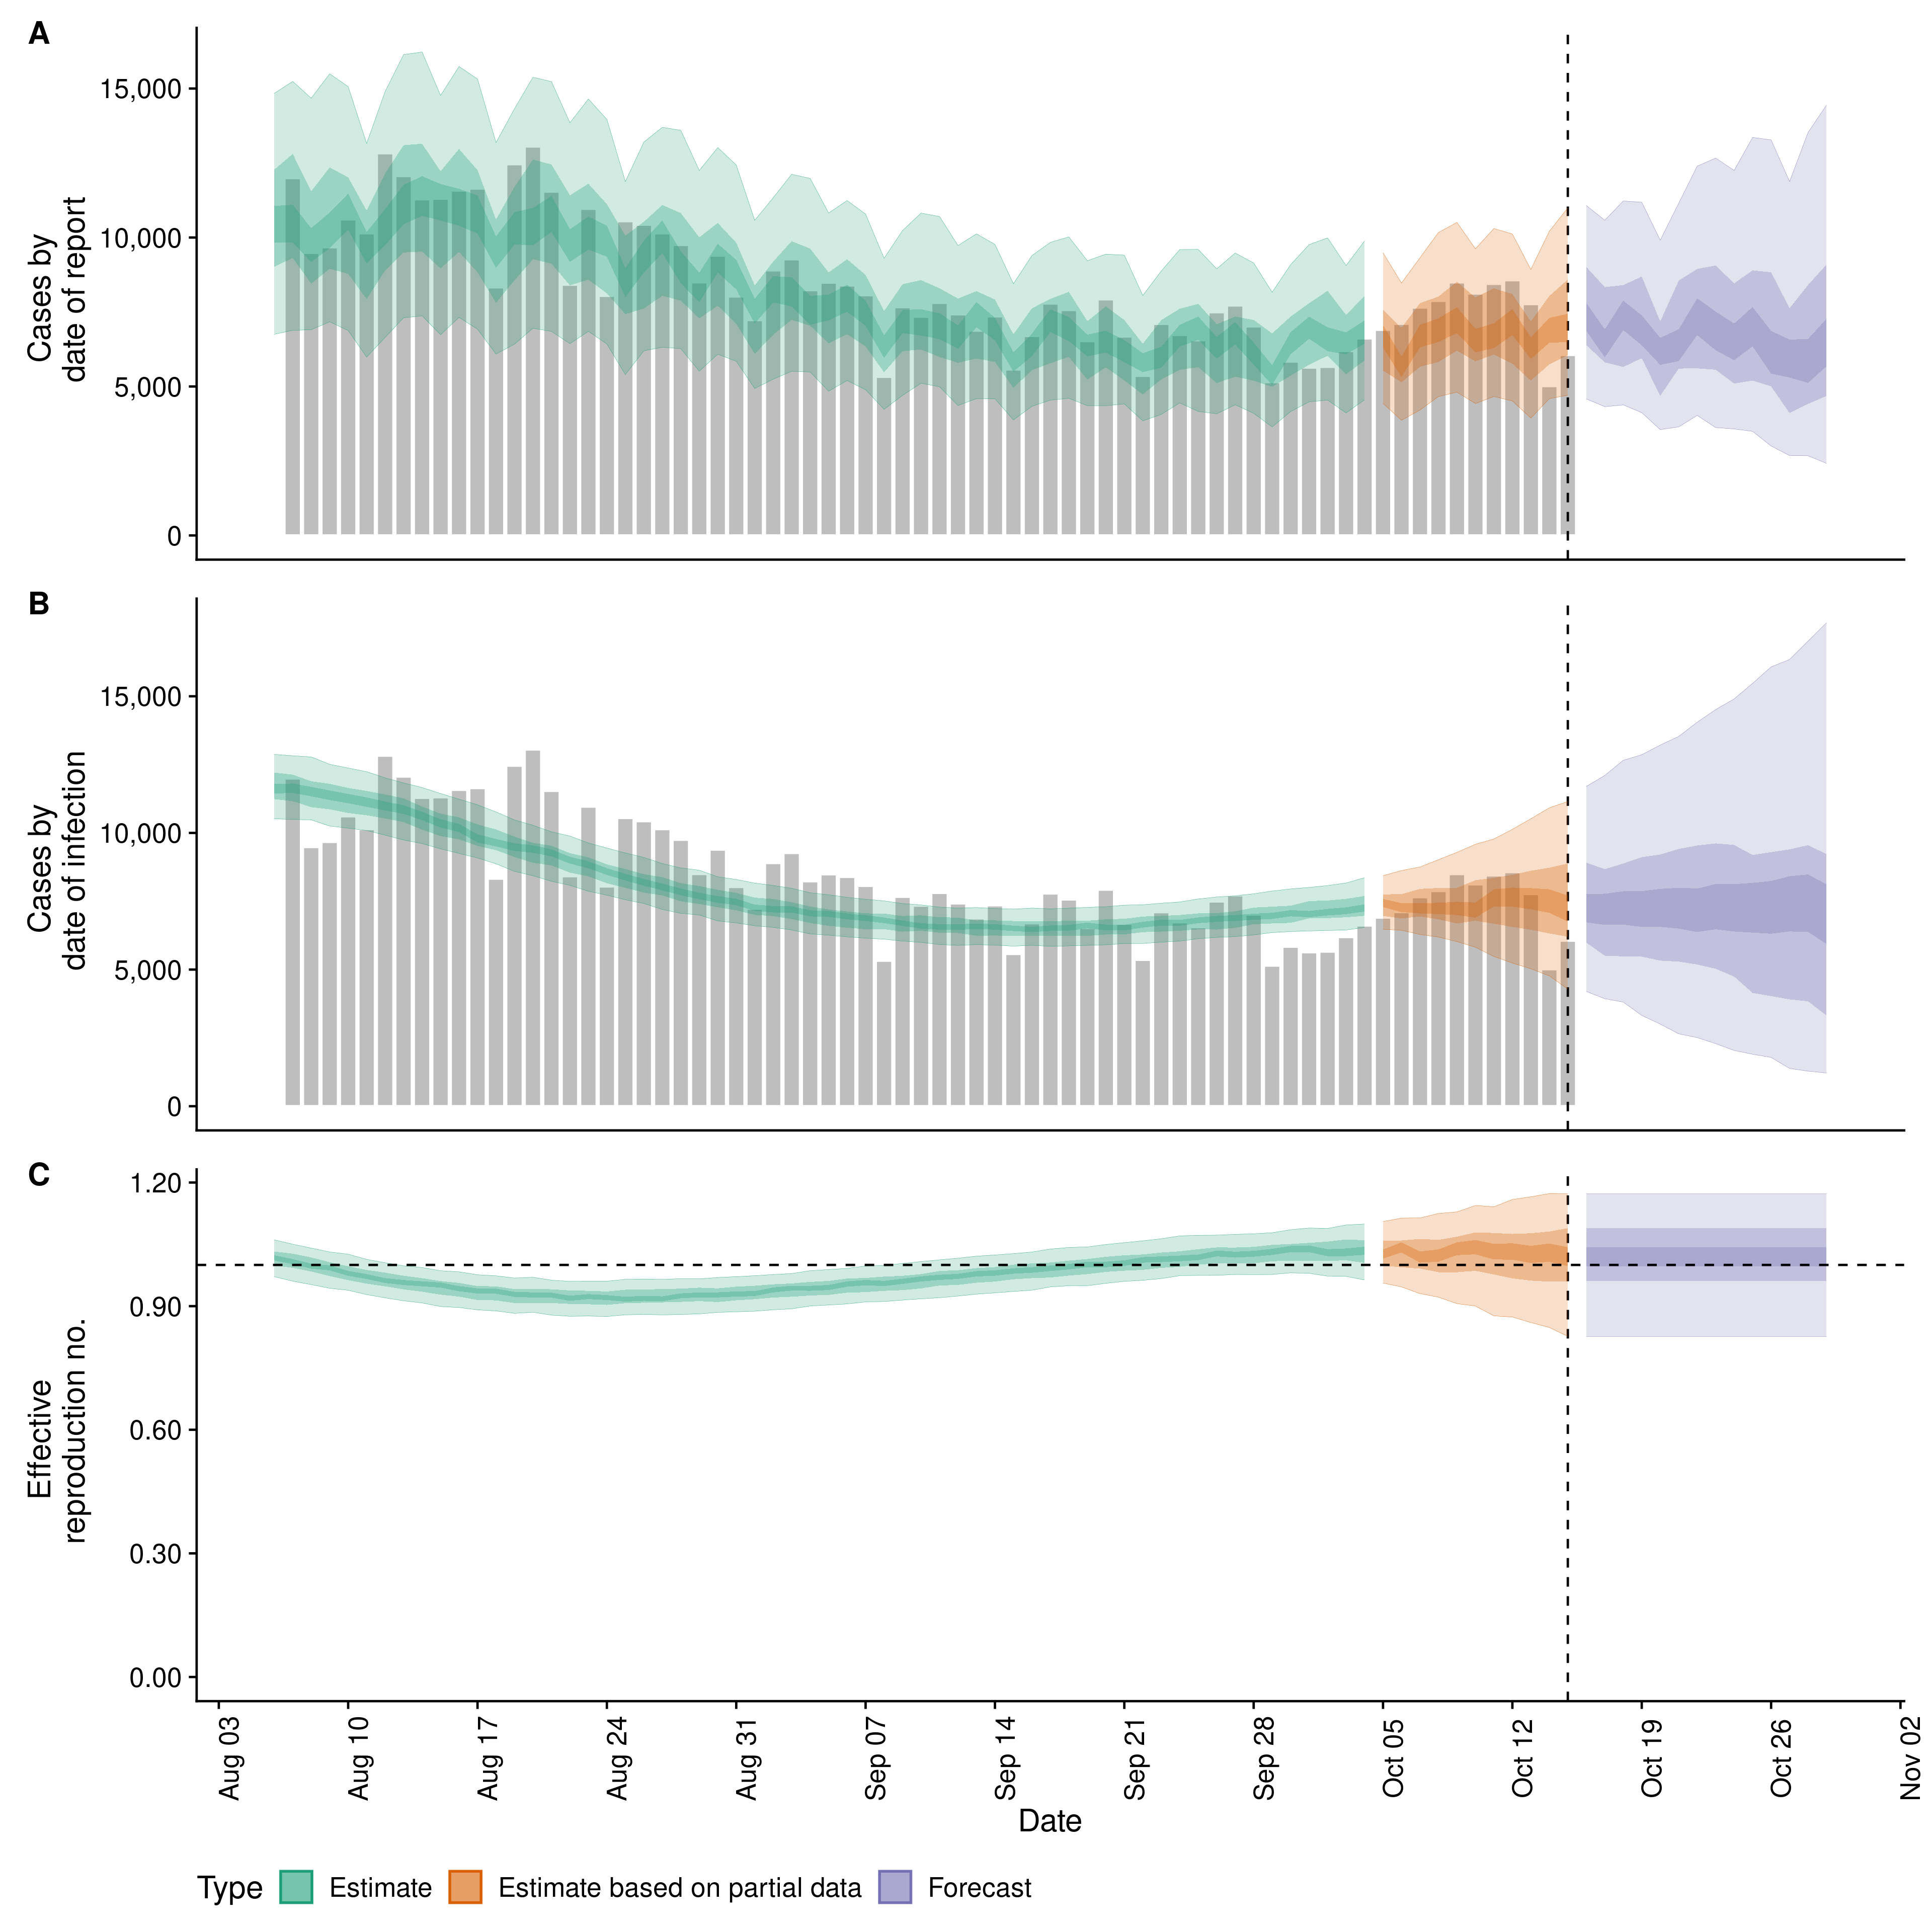 A
15,000
10,000
5,000
0
Cases by
date of report
B
15,000
10,000
5,000
0
Cases by
date of infection
C
1.20
0.90
0.60
0.30
0.00
Effective
reproduction no.
Aug 03
Aug 10
Aug 17
Aug 24
Aug 31
Sep 07
Sep 14
Sep 21
Sep 28
Oct 05
Oct 12
Oct 19
Oct 26
Nov 02
Date
Type Estimate Estimate based on partial data Forecast